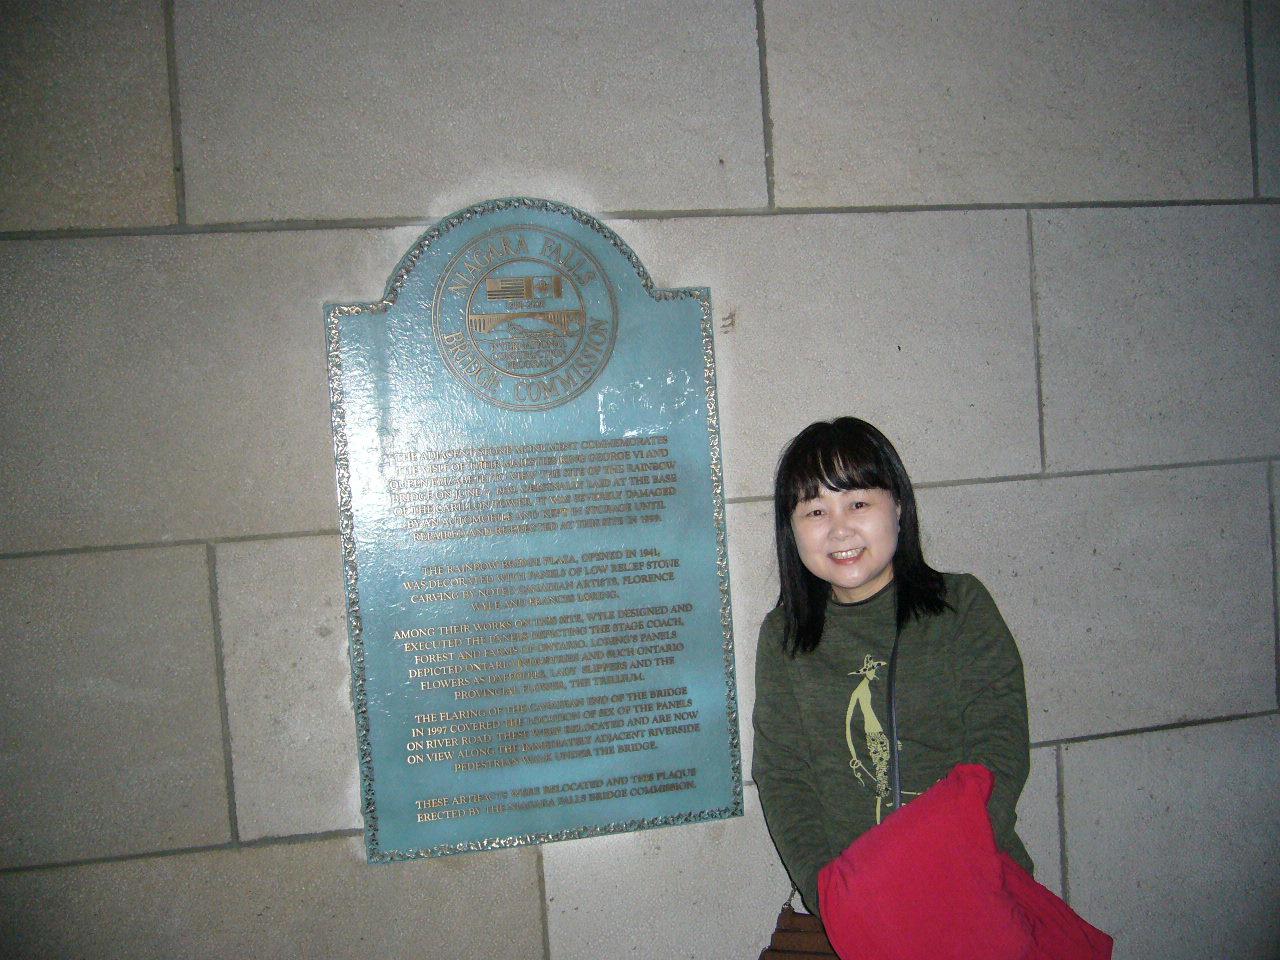 NIAGARA FALLS
BRIDGE COMMISSION
INTERNATIONAL
CONSTRUCTION
PROGRAM
THE ADJACENT STONE MONUMENT COMMEMORATES
THE VISIT OF THEIR MAJESTIES KING GEORGE VI AND
QUEEN ELIZABETH TO VIEW THE SITE OF THE RAINBOW
BRIDGE ON JUNE 7, 1939. ORIGINALLY LAID AT THE BASE
OF THE CARILLON TOWER, IT WAS SEVERELY DAMAGED
BY AN AUTOMOBILE AND KEPT IN STORAGE UNTIL
REPAIRED AND RESITUATED AT THIS SITE IN 1999.
THE RAINBOW BRIDGE PLAZA, OPENED IN 1941,
WAS DECORATED WITH PANELS OF LOW RELIEF STONE
CARVING BY NOTED CANADIAN ARTISTS, FLORENCE
WYLE AND FRANCES LORING.
AMONG THEIR WORKS ON THIS SITE, WYLE DESIGNED AND
EXECUTED THE PANELS DEPICTING THE STAGE COACH,
FOREST AND FARMS OF ONTARIO. LORING'S PANELS
DEPICTED ONTARIO INDUSTRIES AND SUCH ONTARIO
FLOWERS AS DAFFODILS, LADY SLIPPERS AND THE
PROVINCIAL FLOWER, THE TRILLIUM.
THE FLARING OF THE CANADIAN END OF THE BRIDGE
IN 1997 COVERED THE LOCATION OF SIX OF THE PANELS
ON RIVER ROAD. THESE WERE RELOCATED AND ARE NOW
ON VIEW ALONG THE IMMEDIATELY ADJACENT RIVERSIDE
PEDESTRIAN WALK UNDER THE BRIDGE.
THESE ARTIFACTS WERE RELOCATED AND THIS PLAQUE
ERECTED BY THE NIAGARA FALLS BRIDGE COMMISSION.